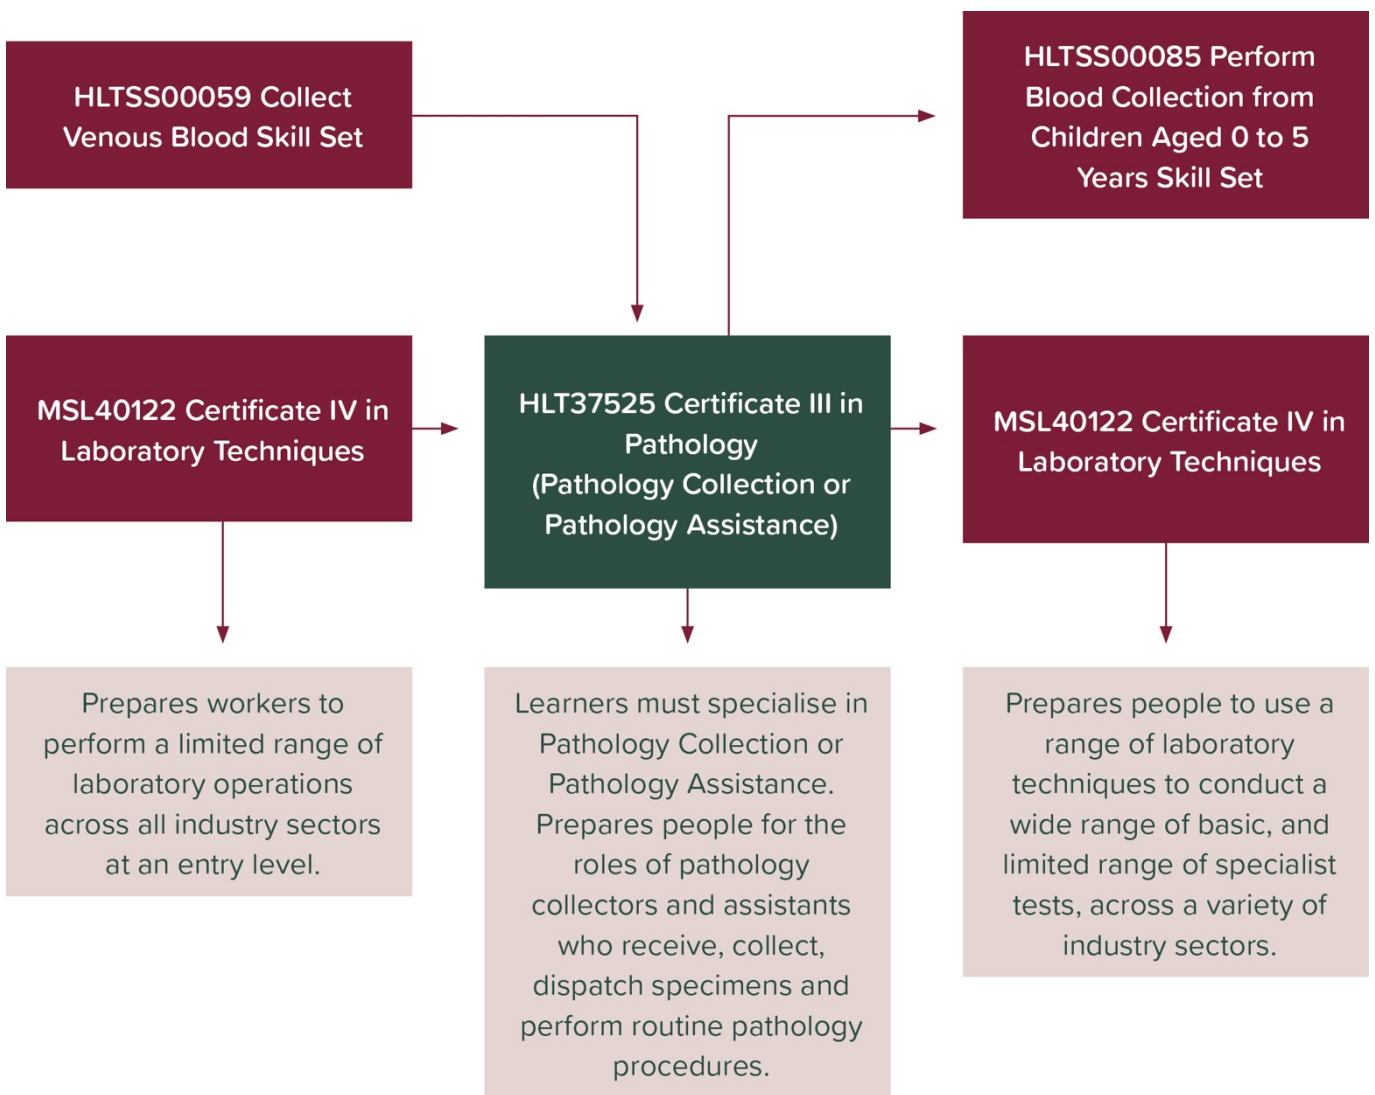 HLTSS00059 Collect
Venous Blood Skill Set
HLTSS00085 Perform
Blood Collection from
Children Aged 0 to 5
Years Skill Set
MSL40122 Certificate IV in
Laboratory Techniques
HLT37525 Certificate III in
Pathology
(Pathology Collection or
Pathology Assistance)
MSL40122 Certificate IV in
Laboratory Techniques
Prepares workers to
perform a limited range of
laboratory operations
across all industry sectors
at an entry level.
Learners must specialise in
Pathology Collection or
Pathology Assistance.
Prepares people for the
roles of pathology
collectors and assistants
who receive, collect,
dispatch specimens and
perform routine pathology
procedures.
Prepares people to use a
range of laboratory
techniques to conduct a
wide range of basic, and
limited range of specialist
tests, across a variety of
industry sectors.